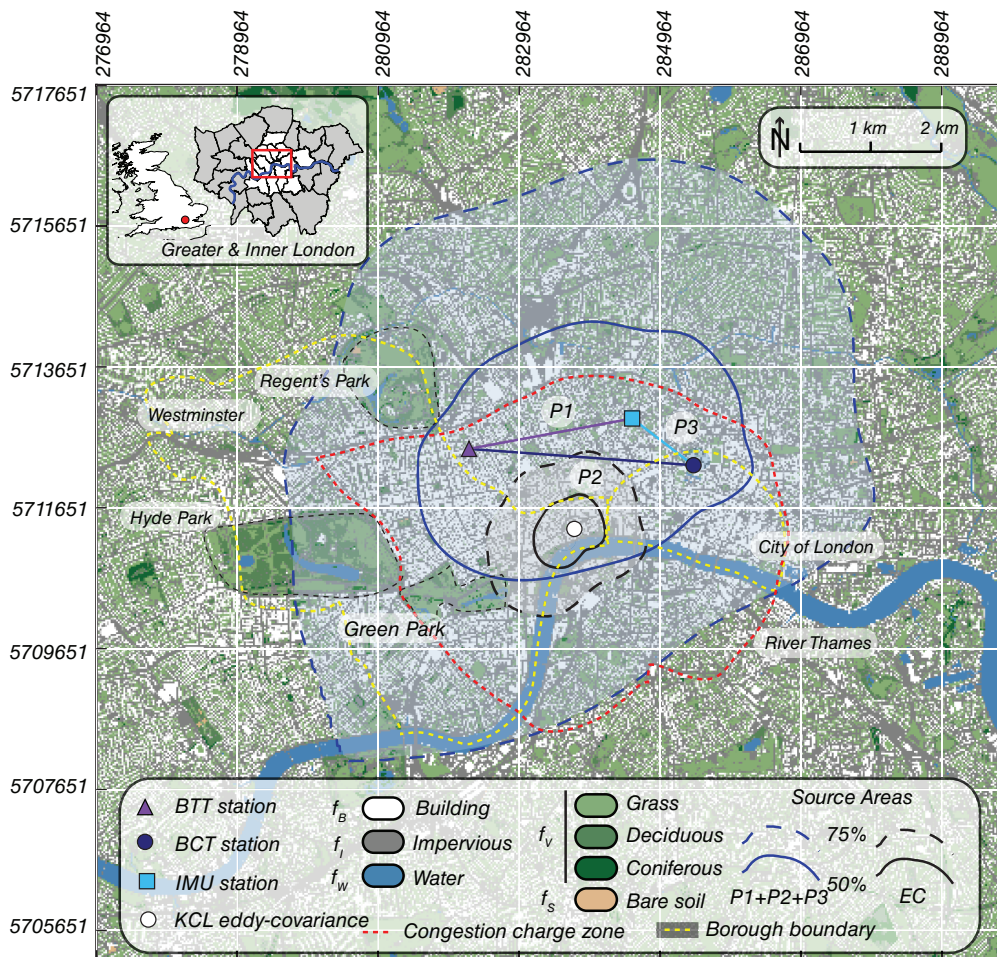 276964
278964
280964
282964
284964
286964
288964
5717651
5715651
5713651
5711651
5709651
5707651
5705651
Greater & Inner London
N
1 km 2 km
Regent's Park
Westminster
P1
P3
P2
Hyde Park
City of London
Green Park
River Thames
BTT station
BCT station
IMU station
KCL eddy-covariance
f_B Building
f_I Impervious
f_W Water
Congestion charge zone
f_V
Grass
Deciduous
Coniferous
f_S Bare soil
Borough boundary
Source Areas
75%
50%
P1+P2+P3 EC